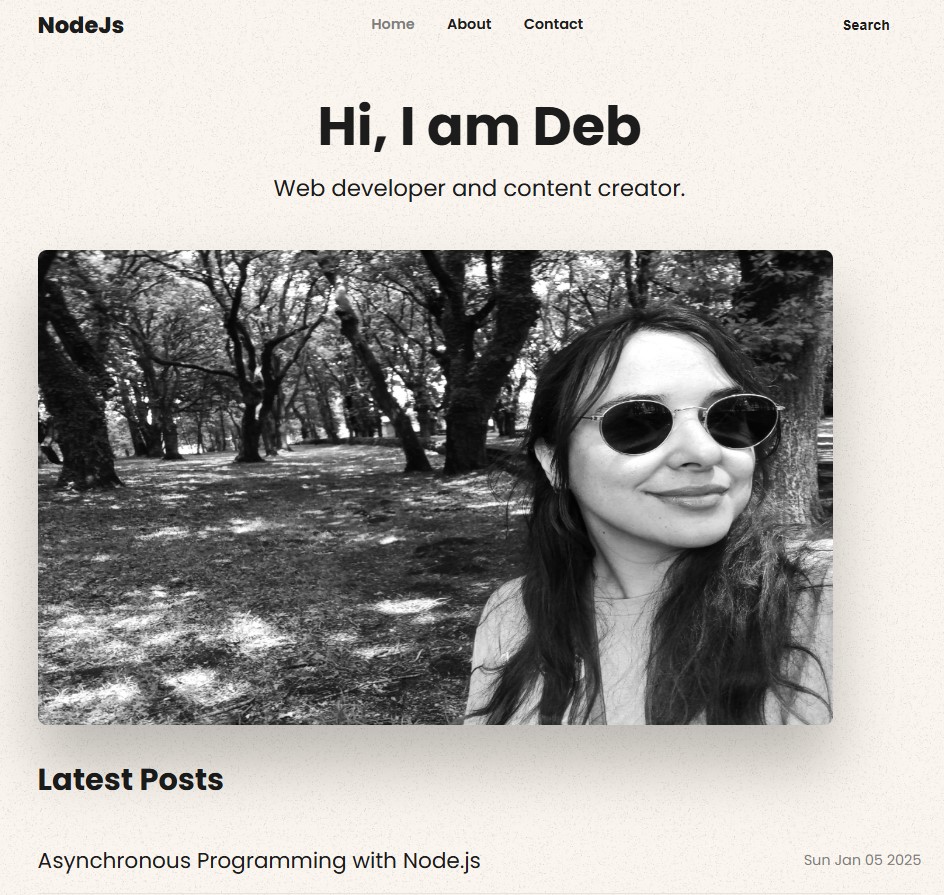 NodeJs
Home About Contact
Search
Hi, I am Deb
Web developer and content creator.
Latest Posts
Asynchronous Programming with Node.js
Sun Jan 05 2025